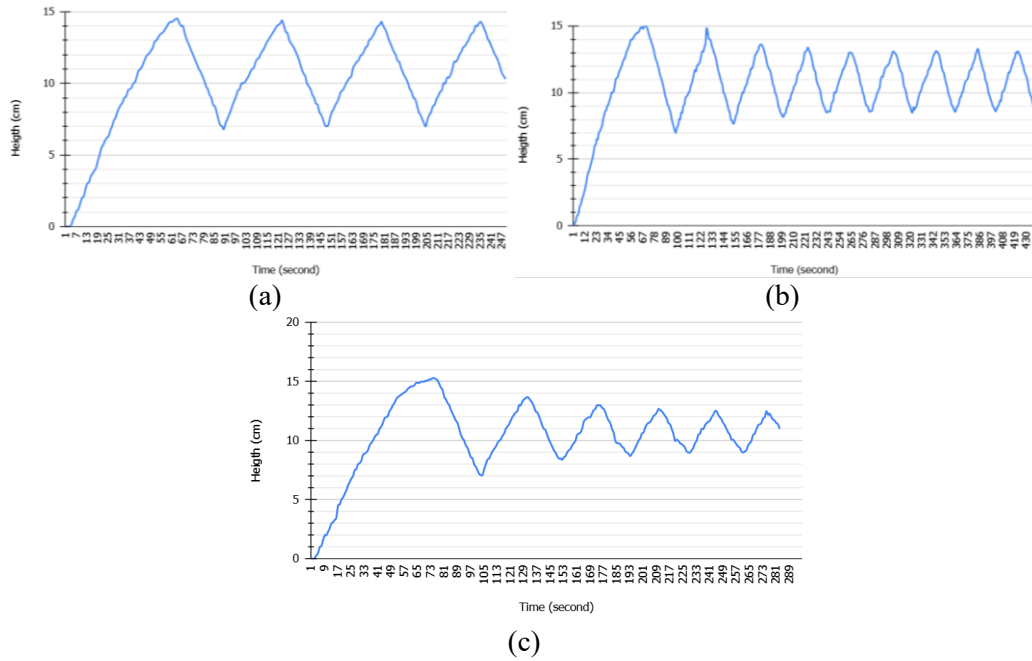 15
10
5
0
Heigth (cm)
1 7 13 19 25 31 37 43 49 55 61 67 73 79 85 91 97 103 109 115 121 127 133 139 145 151 157 163 169 175 181 187 193 199 205 211 217 223 229 235 241 247
Time (second)
(a)
15
10
5
0
Heigth (cm)
1 12 23 34 45 56 67 78 89 100 111 122 133 144 155 166 177 188 199 210 221 232 243 254 265 276 287 298 309 320 331 342 353 364 375 386 397 408 419 430
Time (second)
(b)
20
15
10
5
0
Heigth (cm)
1 9 17 25 33 41 49 57 65 73 81 89 97 105 113 121 129 137 145 153 161 169 177 185 193 201 209 217 225 233 241 249 257 265 273 281 289
Time (second)
(c)